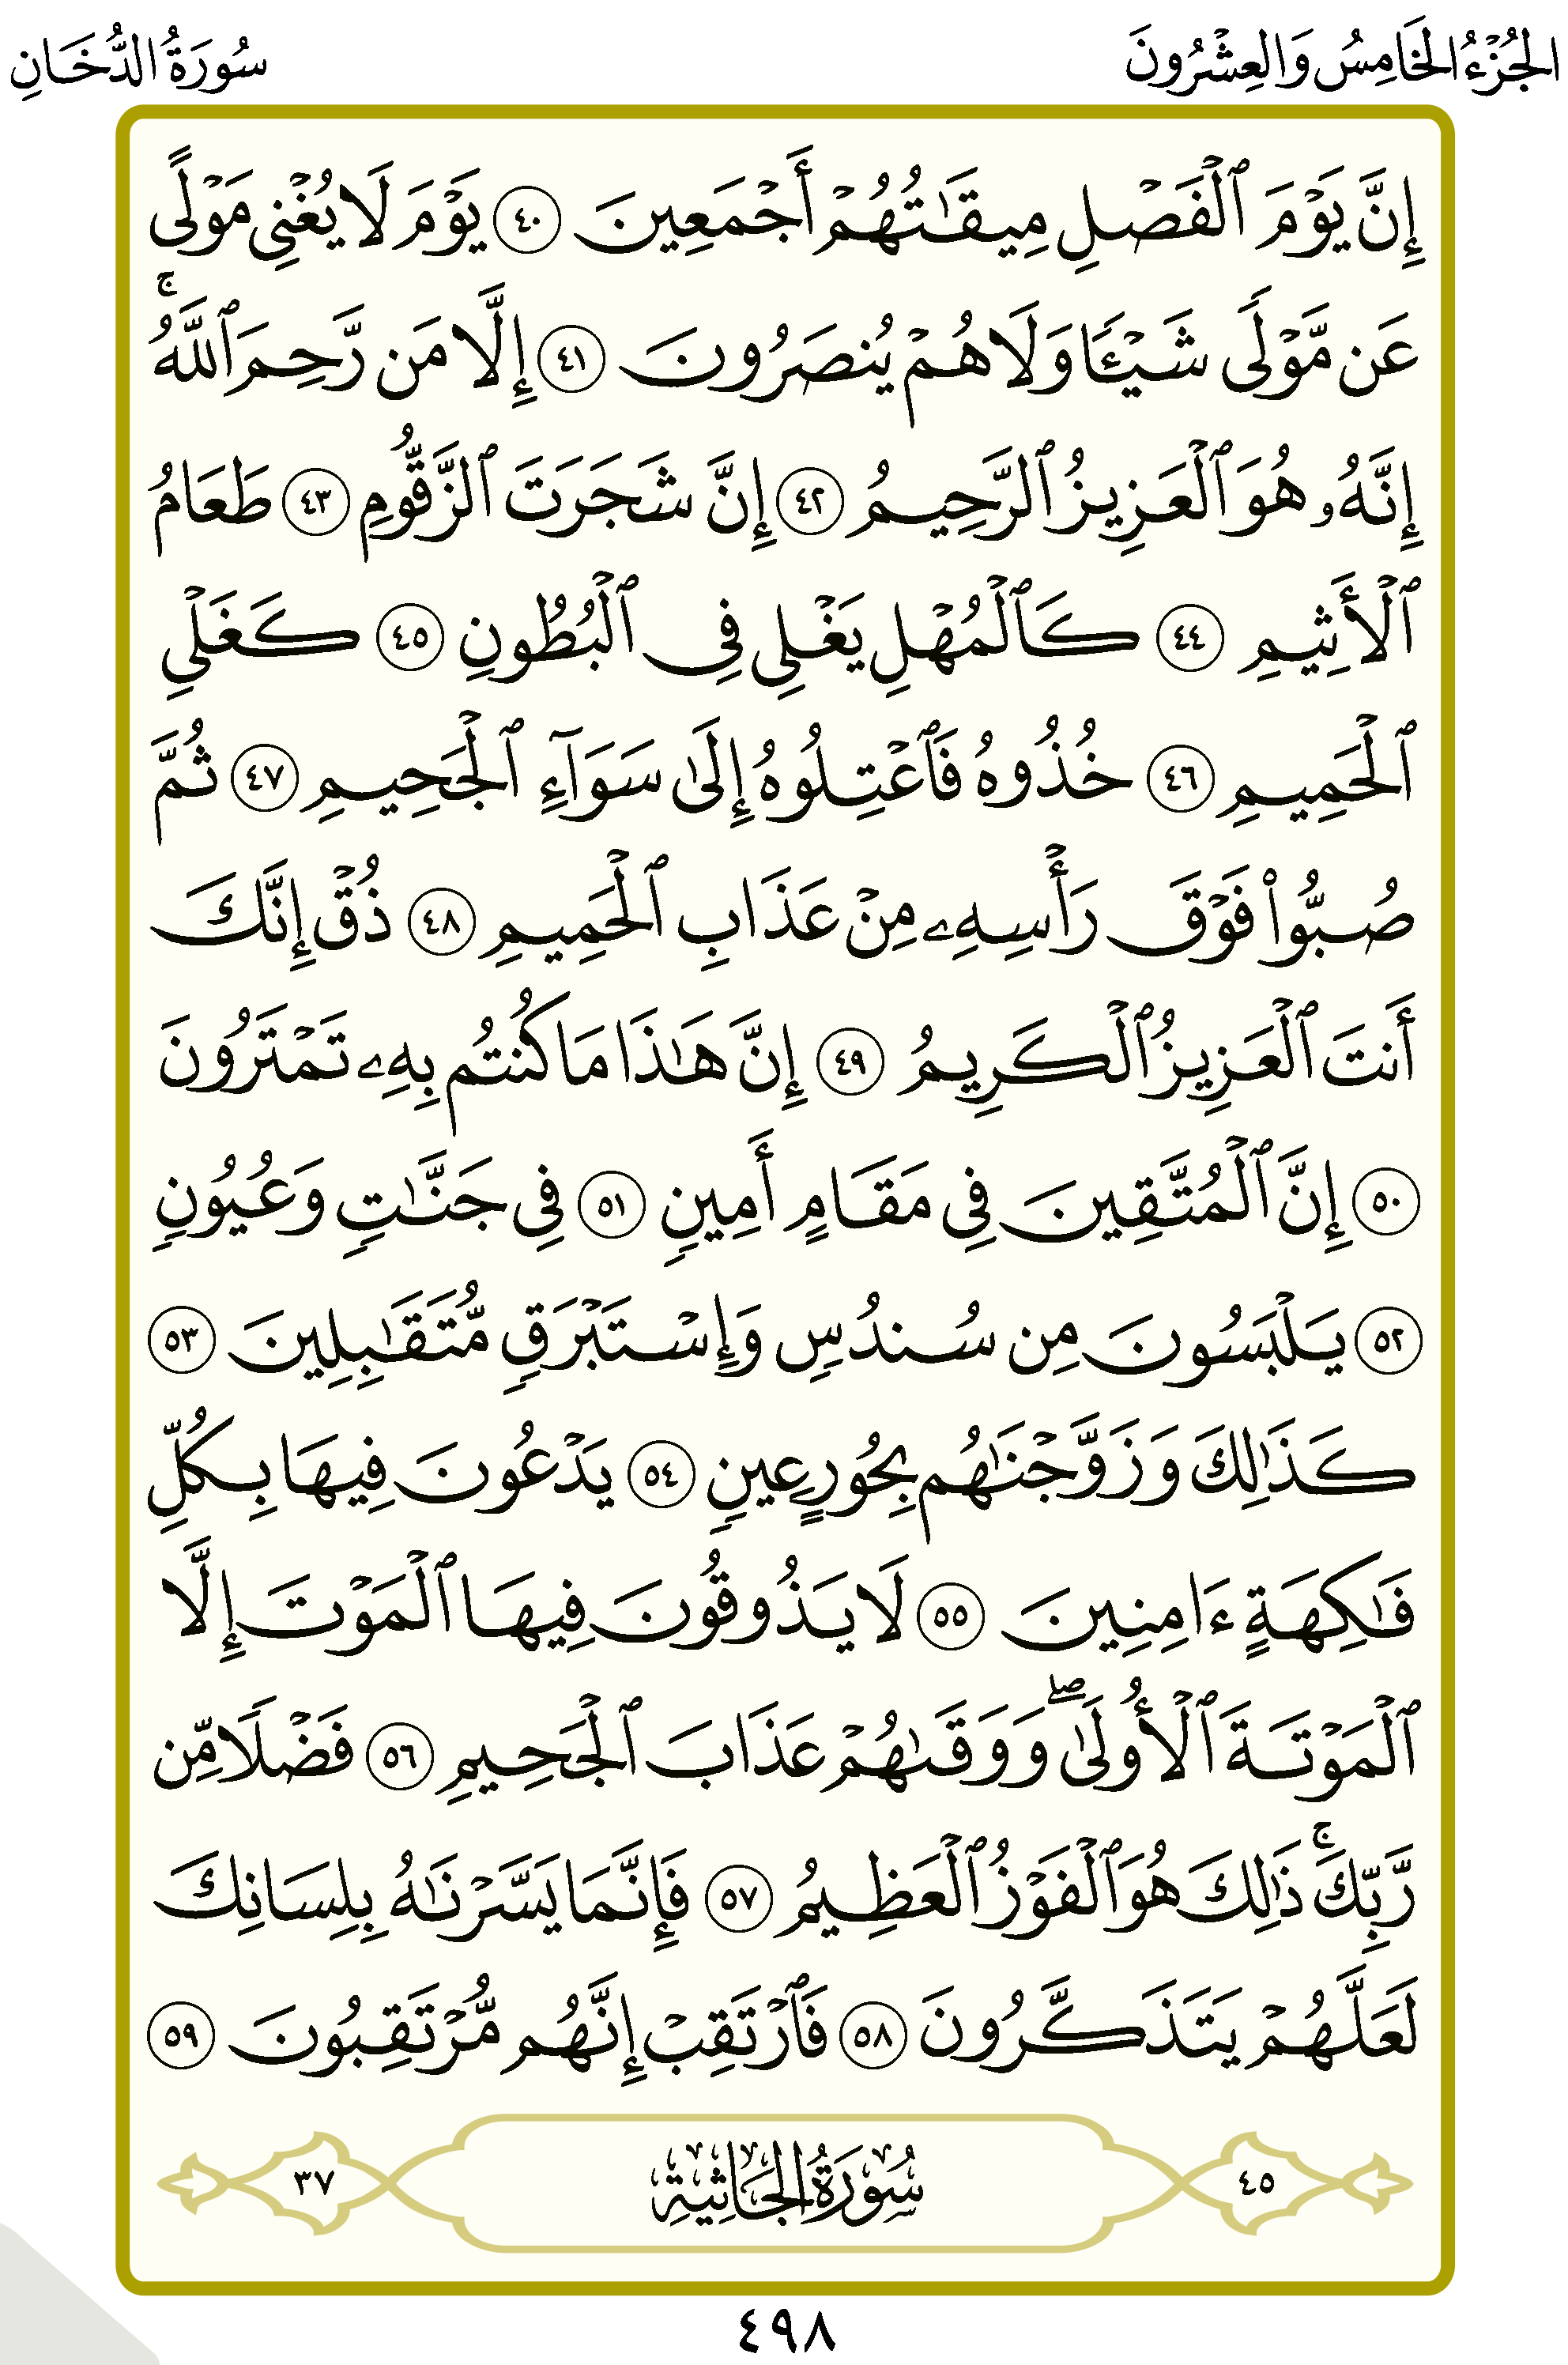 الجُزْءُ الخَامِسُ وَالعِشْرُونَ
سُورَةُ الدُّخَانِ
إِنَّ يَوْمَ ٱلْفَصْلِ مِيقَٰتُهُمْ أَجْمَعِينَ ٤٠ يَوْمَ لَا يُغْنِى مَوْلًى
عَن مَّوْلًى شَيْـًٔا وَلَا هُمْ يُنصَرُونَ ٤١ إِلَّا مَن رَّحِمَ ٱللَّهُ ۚ
إِنَّهُۥ هُوَ ٱلْعَزِيزُ ٱلرَّحِيمُ ٤٢ إِنَّ شَجَرَتَ ٱلزَّقُّومِ ٤٣ طَعَامُ
ٱلْأَثِيمِ ٤٤ كَٱلْمُهْلِ يَغْلِى فِى ٱلْبُطُونِ ٤٥ كَغَلْىِ
ٱلْحَمِيمِ ٤٦ خُذُوهُ فَٱعْتِلُوهُ إِلَىٰ سَوَآءِ ٱلْجَحِيمِ ٤٧ ثُمَّ
صُبُّوا۟ فَوْقَ رَأْسِهِۦ مِنْ عَذَابِ ٱلْحَمِيمِ ٤٨ ذُقْ إِنَّكَ
أَنتَ ٱلْعَزِيزُ ٱلْكَرِيمُ ٤٩ إِنَّ هَٰذَا مَا كُنتُم بِهِۦ تَمْتَرُونَ
٥٠ إِنَّ ٱلْمُتَّقِينَ فِى مَقَامٍ أَمِينٍ ٥١ فِى جَنَّٰتٍ وَعُيُونٍ
٥٢ يَلْبَسُونَ مِن سُندُسٍ وَإِسْتَبْرَقٍ مُّتَقَٰبِلِينَ ٥٣
كَذَٰلِكَ وَزَوَّجْنَٰهُم بِحُورٍ عِينٍ ٥٤ يَدْعُونَ فِيهَا بِكُلِّ
فَٰكِهَةٍ ءَامِنِينَ ٥٥ لَا يَذُوقُونَ فِيهَا ٱلْمَوْتَ إِلَّا
ٱلْمَوْتَةَ ٱلْأُولَىٰ ۖ وَوَقَىٰهُمْ عَذَابَ ٱلْجَحِيمِ ٥٦ فَضْلًا مِّن
رَّبِّكَ ۚ ذَٰلِكَ هُوَ ٱلْفَوْزُ ٱلْعَظِيمُ ٥٧ فَإِنَّمَا يَسَّرْنَٰهُ بِلِسَانِكَ
لَعَلَّهُمْ يَتَذَكَّرُونَ ٥٨ فَٱرْتَقِبْ إِنَّهُم مُّرْتَقِبُونَ ٥٩
٤٥ سُورَةُ الجَاثِيَةِ ٣٧
٤٩٨